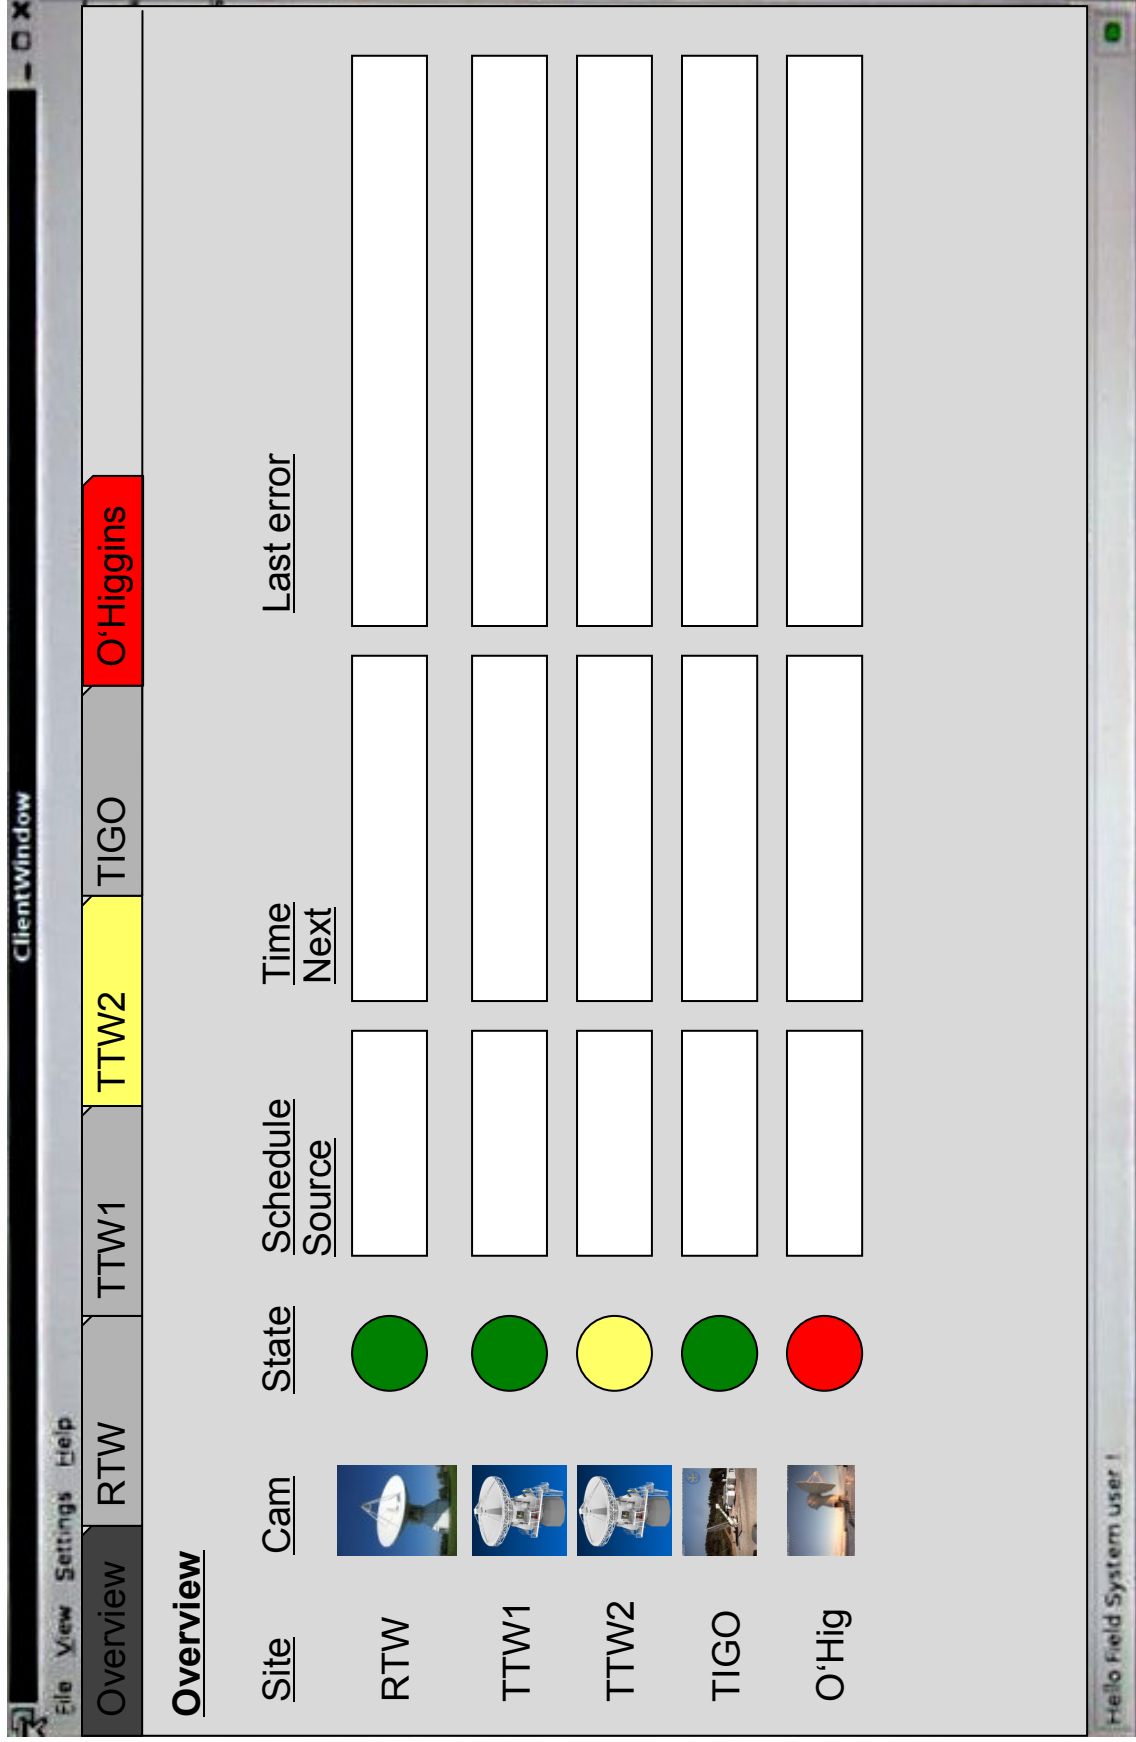 ClientWindow
File View Settings Help
Overview RTW TTW1 TTW2 TIGO O‘Higgins
Overview
Site Cam State Schedule Time Last error
Source Next
RTW
TTW1
TTW2
TIGO
O‘Hig
Hello Field System user !